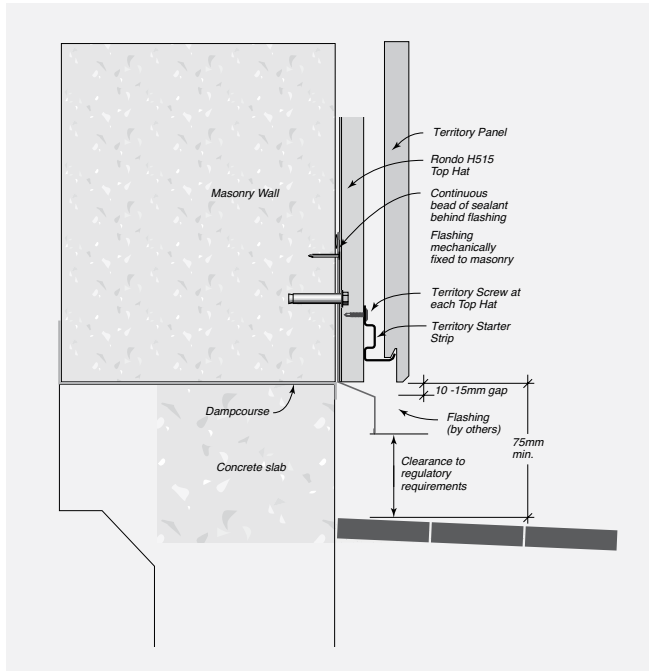 Territory Panel
Rondo H515
Top Hat
Masonry Wall
Continuous
bead of sealant
behind flashing
Flashing
mechanically
fixed to masonry
Territory Screw at
each Top Hat
Territory Starter
Strip
10 -15mm gap
Dampcourse
Flashing
(by others)
75mm
min.
Clearance to
regulatory
requirements
Concrete slab